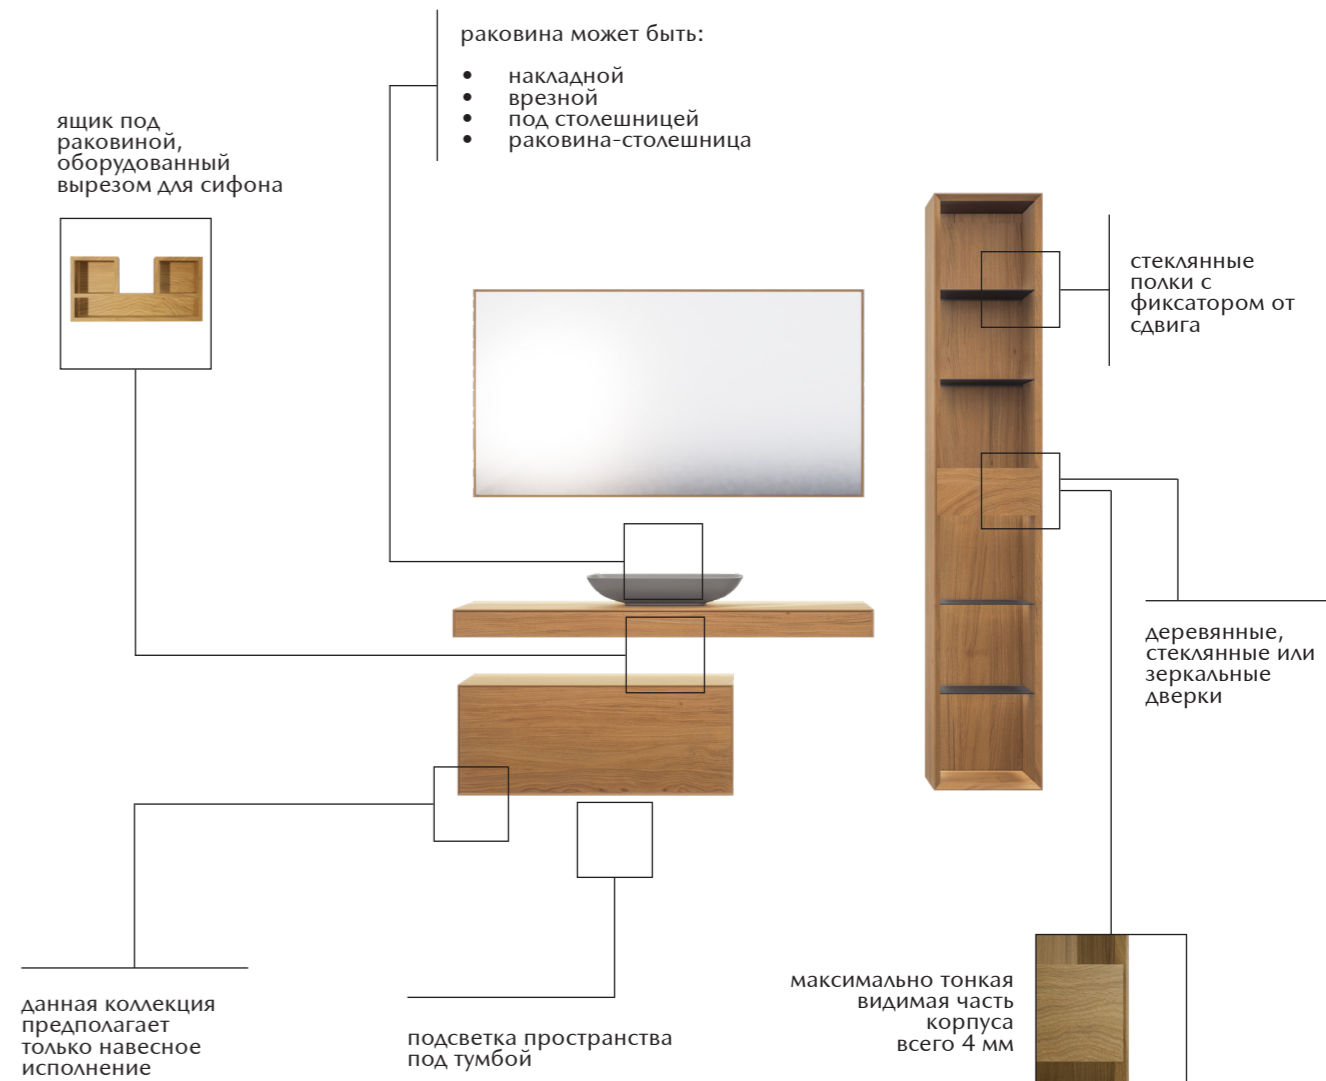 раковина может быть:
• накладной
• врезной
• под столешницей
• раковина-столешница
ящик под
раковиной,
оборудованный
вырезом для сифона
стеклянные
полки с
фиксатором от
сдвига
деревянные,
стеклянные или
зеркальные
дверки
данная коллекция
предполагает
только навесное
исполнение
подсветка пространства
под тумбой
максимально тонкая
видимая часть
корпуса
всего 4 мм